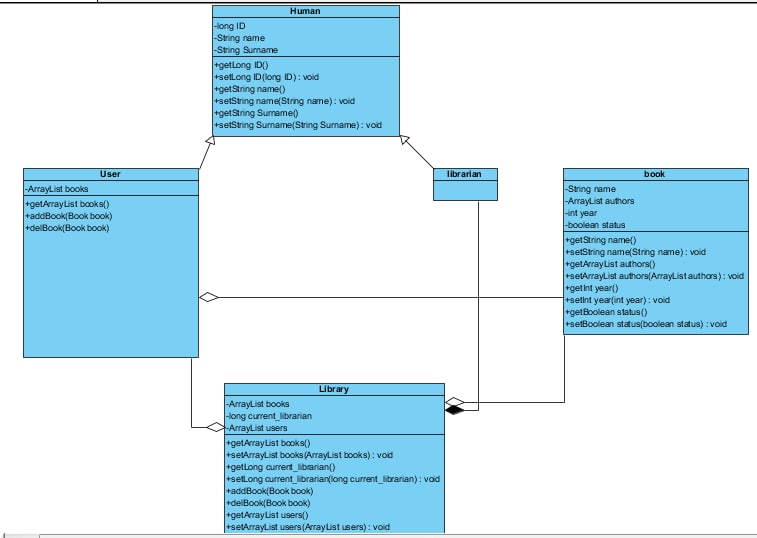 Human
-long ID
-String name
-String Surname
+getLong ID()
+setLong ID(long ID) : void
+getString name()
+setString name(String name) : void
+getString Surname()
+setString Surname(String Surname) : void
User
-ArrayList books
+getArrayList books()
+addBook(Book book)
+delBook(Book book)
librarian
book
-String name
-ArrayList authors
-int year
-boolean status
+getString name()
+setString name(String name) : void
+getArrayList authors()
+setArrayList authors(ArrayList authors) : void
+getInt year()
+setInt year(int year) : void
+getBoolean status()
+setBoolean status(boolean status) : void
Library
-ArrayList books
-long current_librarian
-ArrayList users
+getArrayList books()
+setArrayList books(ArrayList books) : void
+getLong current_librarian()
+setLong current_librarian(long current_librarian) : void
+addBook(Book book)
+delBook(Book book)
+getArrayList users()
+setArrayList users(ArrayList users) : void